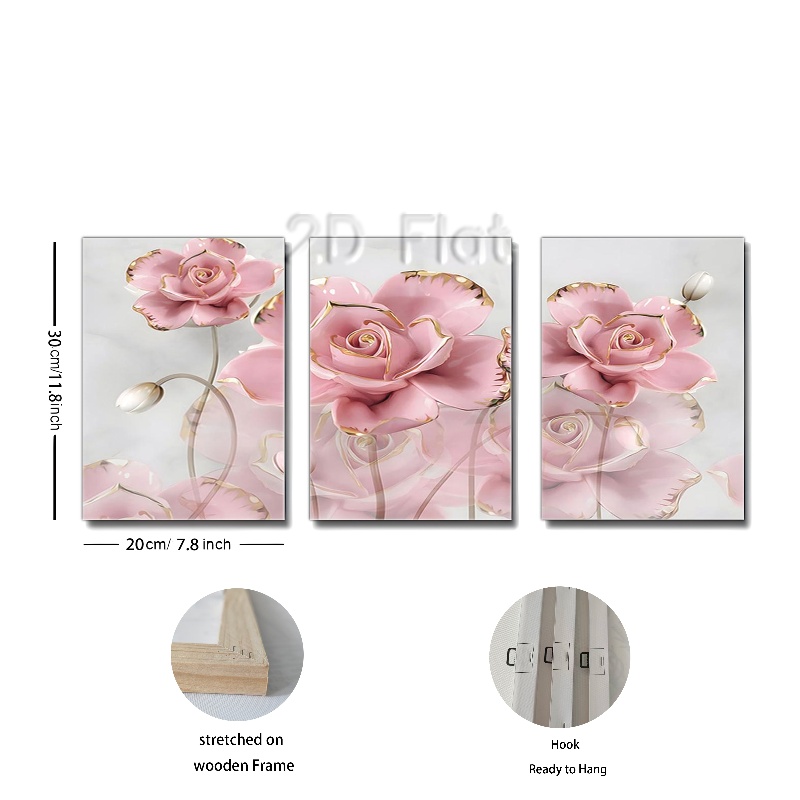 2D Flat
30cm/11.8inch
20cm/ 7.8 inch
stretched on
wooden Frame
Hook
Ready to Hang